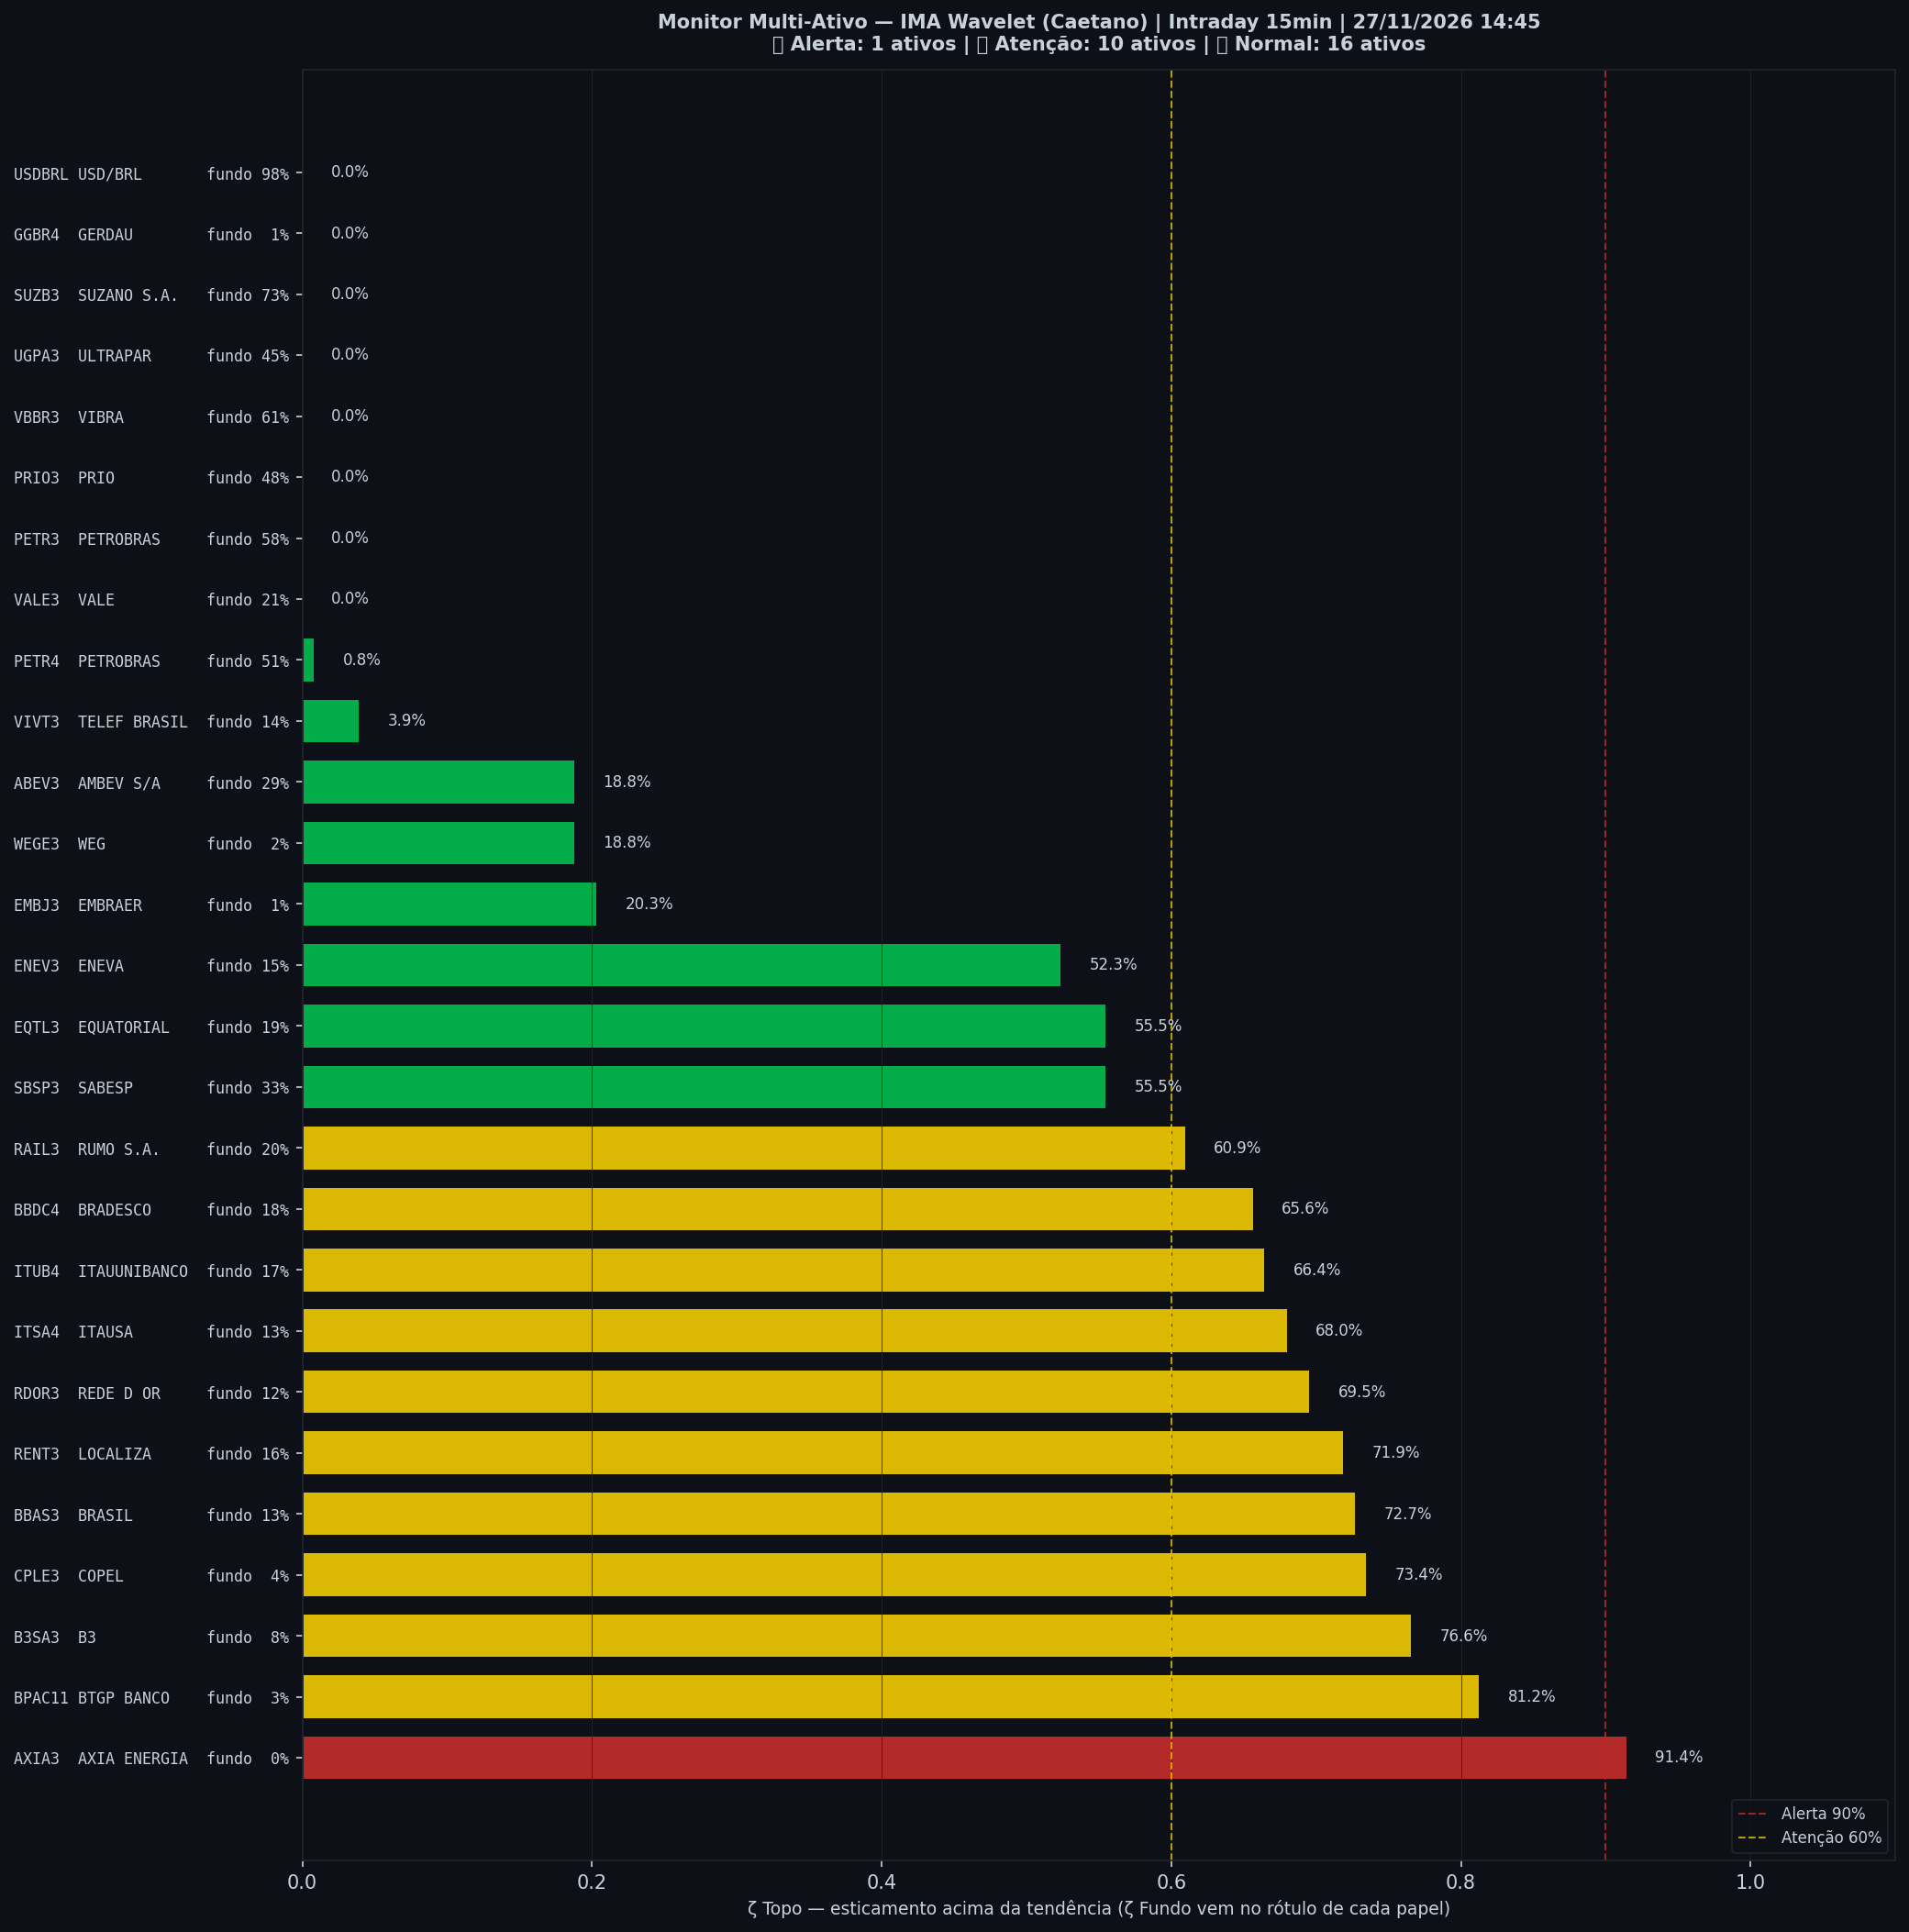 Monitor Multi-Ativo — IMA Wavelet (Caetano) | Intraday 15min | 27/11/2026 14:45
Alerta: 1 ativos | Atenção: 10 ativos | Normal: 16 ativos
USDBRL USD/BRL fundo 98% 0.0%
GGBR4 GERDAU fundo 1% 0.0%
SUZB3 SUZANO S.A. fundo 73% 0.0%
UGPA3 ULTRAPAR fundo 45% 0.0%
VBBR3 VIBRA fundo 61% 0.0%
PRIO3 PRIO fundo 48% 0.0%
PETR3 PETROBRAS fundo 58% 0.0%
VALE3 VALE fundo 21% 0.0%
PETR4 PETROBRAS fundo 51% 0.8%
VIVT3 TELEF BRASIL fundo 14% 3.9%
ABEV3 AMBEV S/A fundo 29% 18.8%
WEGE3 WEG fundo 2% 18.8%
EMBJ3 EMBRAER fundo 1% 20.3%
ENEV3 ENEVA fundo 15% 52.3%
EQTL3 EQUATORIAL fundo 19% 55.5%
SBSP3 SABESP fundo 33% 55.5%
RAIL3 RUMO S.A. fundo 20% 60.9%
BBDC4 BRADESCO fundo 18% 65.6%
ITUB4 ITAUUNIBANCO fundo 17% 66.4%
ITSA4 ITAUSA fundo 13% 68.0%
RDOR3 REDE D OR fundo 12% 69.5%
RENT3 LOCALIZA fundo 16% 71.9%
BBAS3 BRASIL fundo 13% 72.7%
CPLE3 COPEL fundo 4% 73.4%
B3SA3 B3 fundo 8% 76.6%
BPAC11 BTGP BANCO fundo 3% 81.2%
AXIA3 AXIA ENERGIA fundo 0% 91.4%
Alerta 90%
Atenção 60%
0.0 0.2 0.4 0.6 0.8 1.0
ζ Topo — esticamento acima da tendência (ζ Fundo vem no rótulo de cada papel)